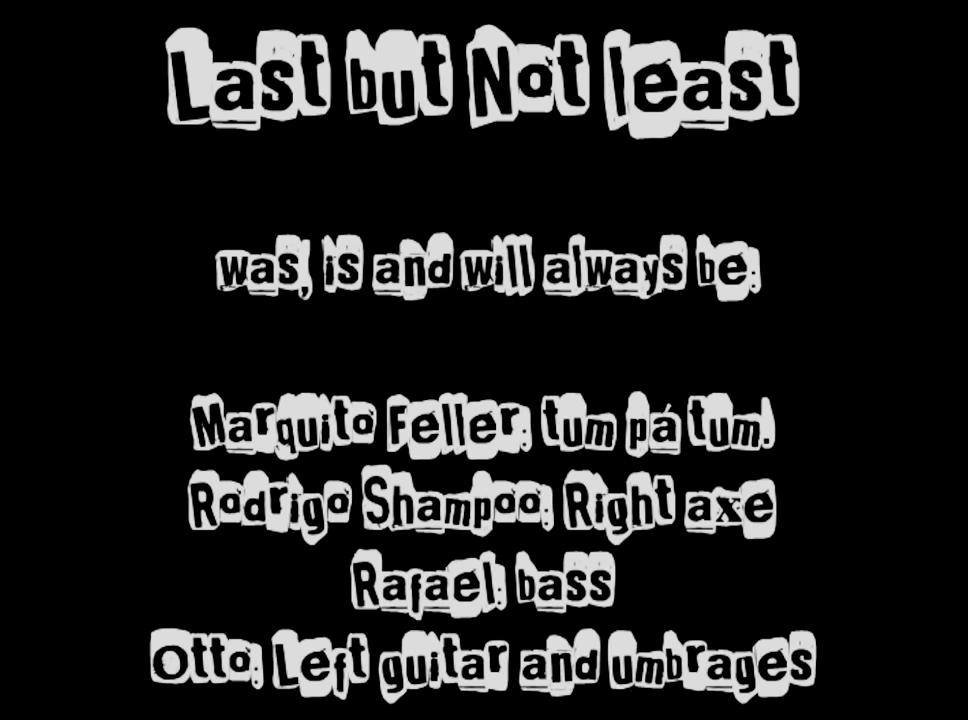 Last but Not least
was, is and will always be:
Marquito Feller: tum pá tum!
Rodrigo Shampoo: Right axe
Rafael: bass
Otto: Left guitar and umbrages